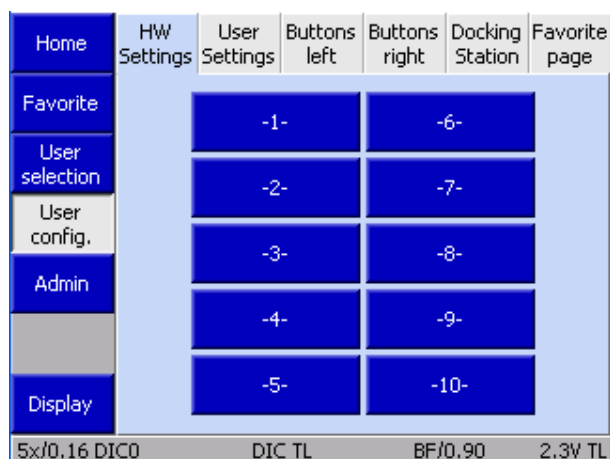 Home
HW Settings
User Settings
Buttons left
Buttons right
Docking Station
Favorite page
Favorite
User selection
User config.
Admin
Display
-1-
-6-
-2-
-7-
-3-
-8-
-4-
-9-
-5-
-10-
5x/0.16 DIC0
DIC TL
BF/0.90
2.3V TL